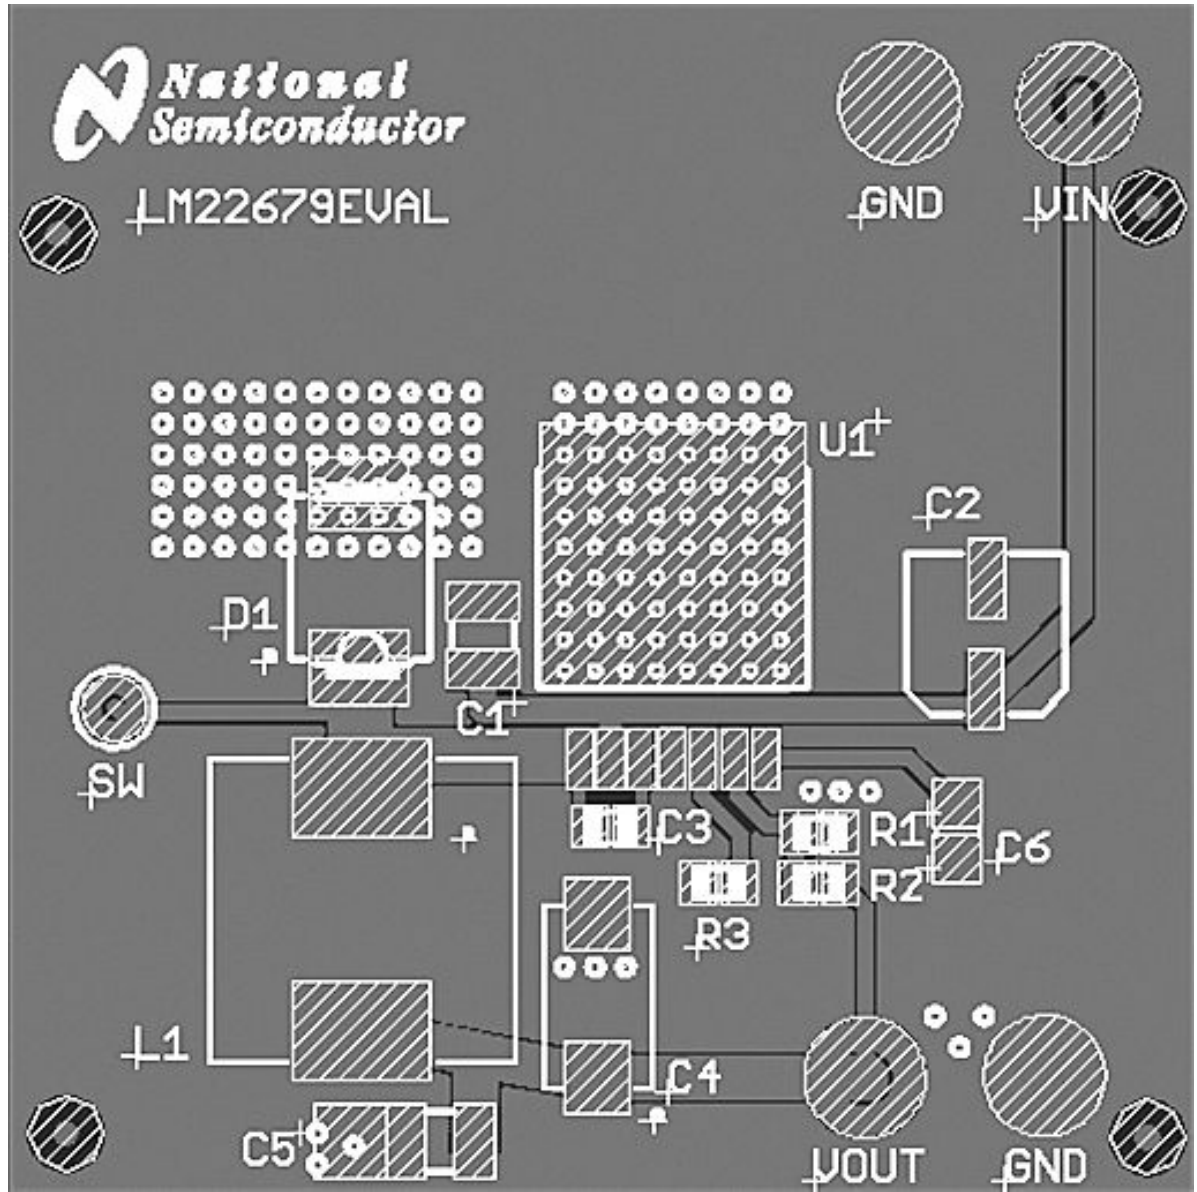 National
Semiconductor
LM22679EVAL
GND
VIN
U1
C2
D1
C1
SW
C3
R1
C6
R2
R3
L1
C4
C5
VOUT
GND